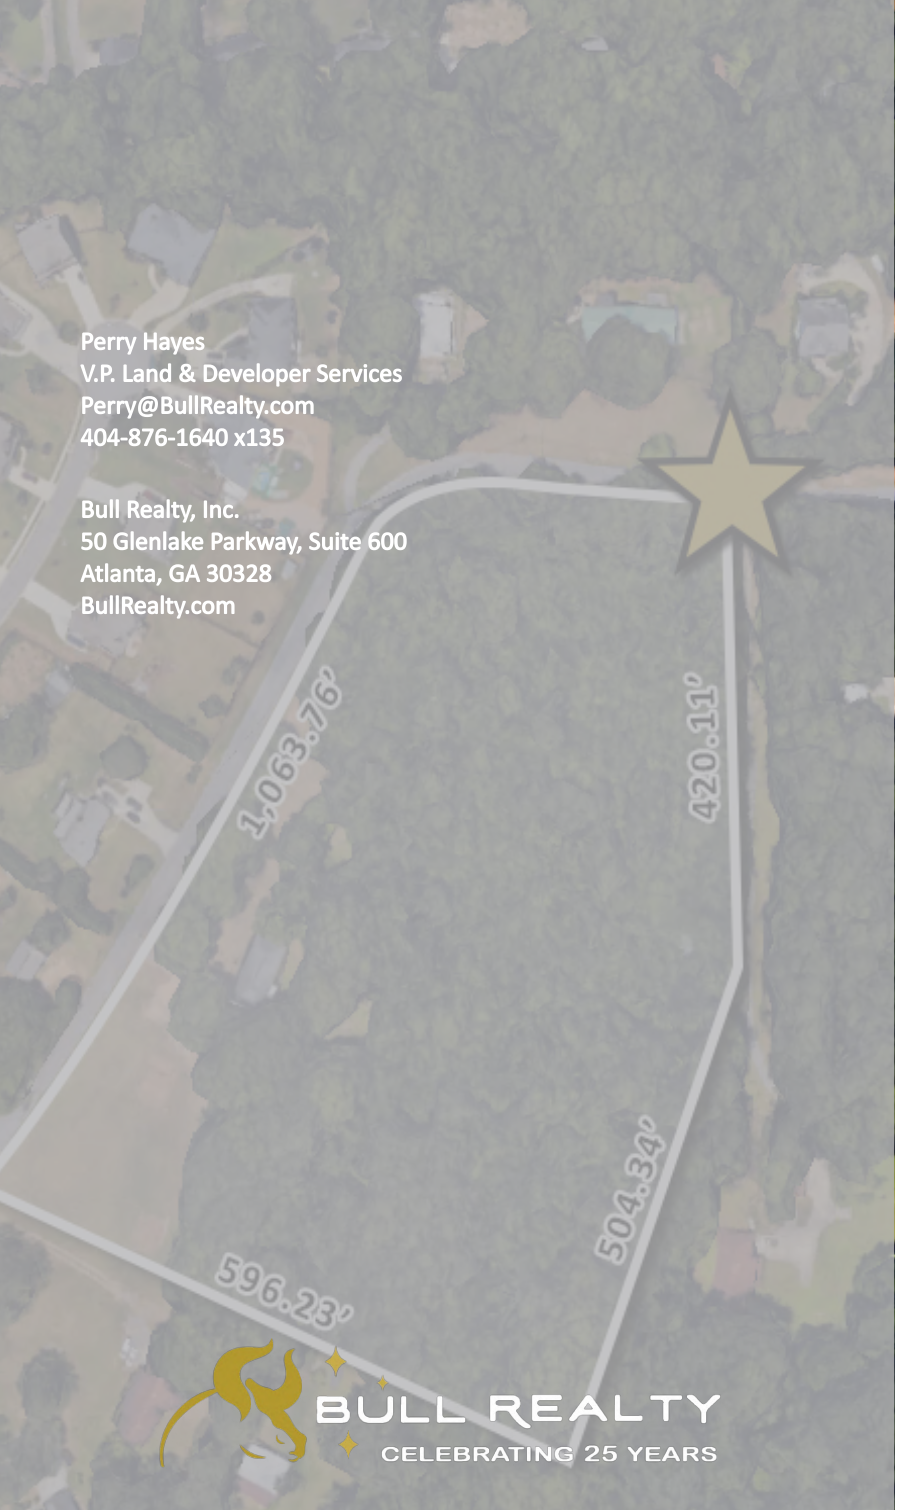 Perry Hayes
V.P. Land & Developer Services
Perry@BullRealty.com
404-876-1640 x135
Bull Realty, Inc.
50 Glenlake Parkway, Suite 600
Atlanta, GA 30328
BullRealty.com
1,063.76’
420.11’
504.34’
596.23’
BULL REALTY
CELEBRATING 25 YEARS